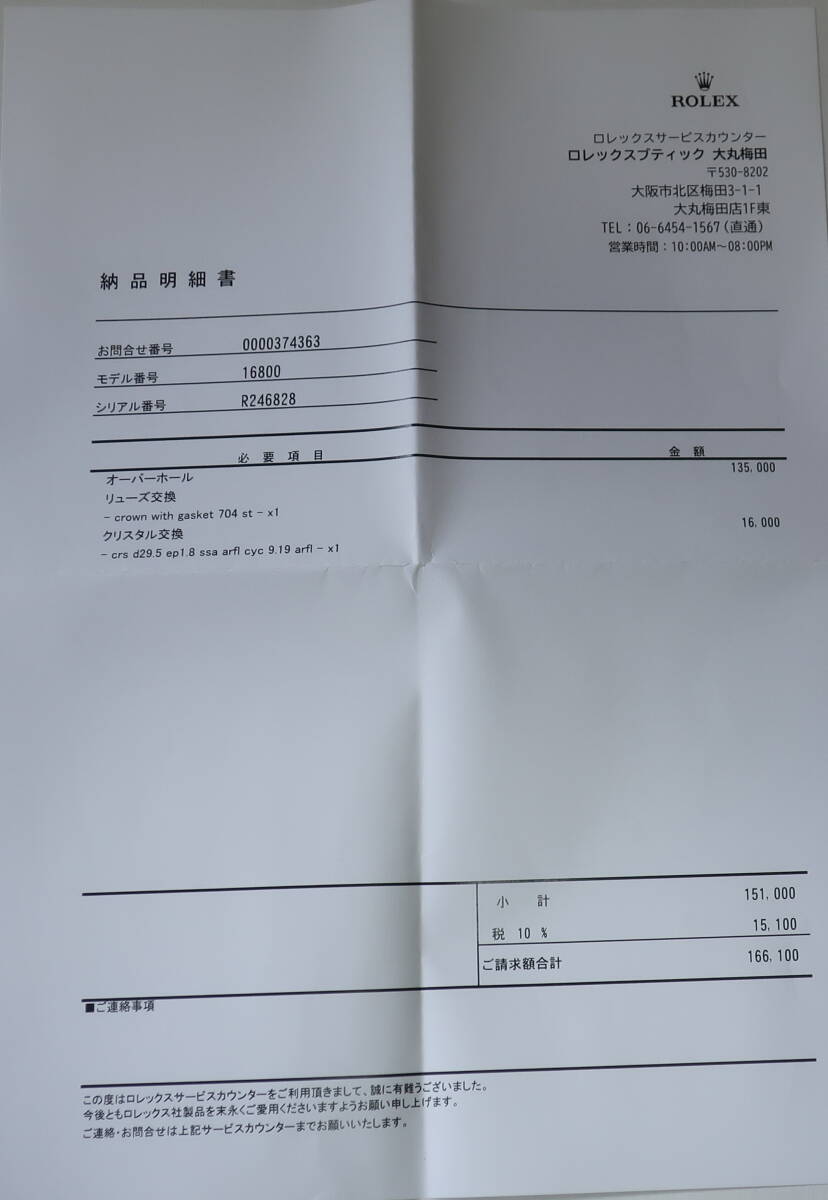 ROLEX
ロレックスサービスカウンター
ロレックスブティック 大丸梅田
〒530-8202
大阪市北区梅田3-1-1
大丸梅田店1F東
TEL：06-6454-1567(直通)
営業時間：10:00AM～08:00PM
納品明細書
お問合せ番号 0000374363
モデル番号 16800
シリアル番号 R246828
必要項目 金額
オーバーホール 135,000
リューズ交換
- crown with gasket 704 st - x1
クリスタル交換 16,000
- crs d29.5 ep1.8 ssa arfl cyc 9.19 arfl - x1
小計 151,000
税 10 % 15,100
ご請求額合計 166,100
■ご連絡事項
この度はロレックスサービスカウンターをご利用頂きまして、誠に有難うございました。
今後ともロレックス社製品を末永くご愛用くださいますようお願い申し上げます。
ご連絡・お問合せは上記サービスカウンターまでお願いいたします。